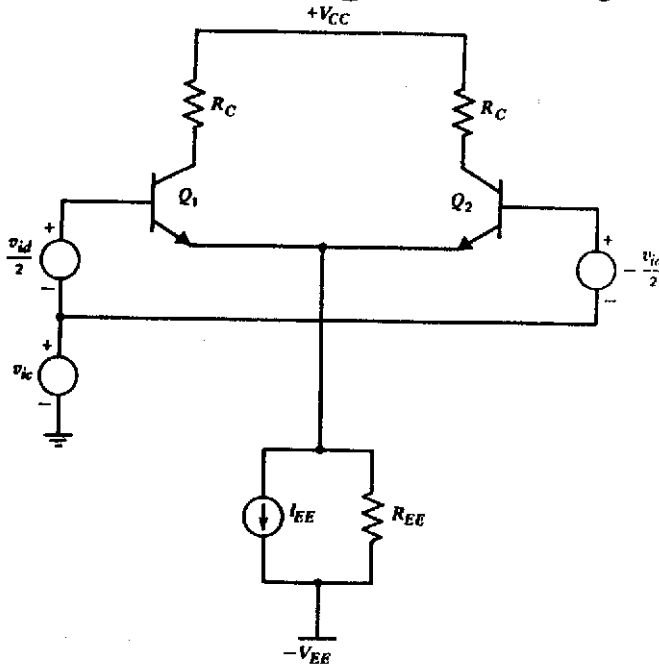 +V_CC
R_C
R_C
Q_1
Q_2
+
v_id
2
−
+
− v_id
2
−
+
v_ic
−
I_EE
R_EE
−V_EE